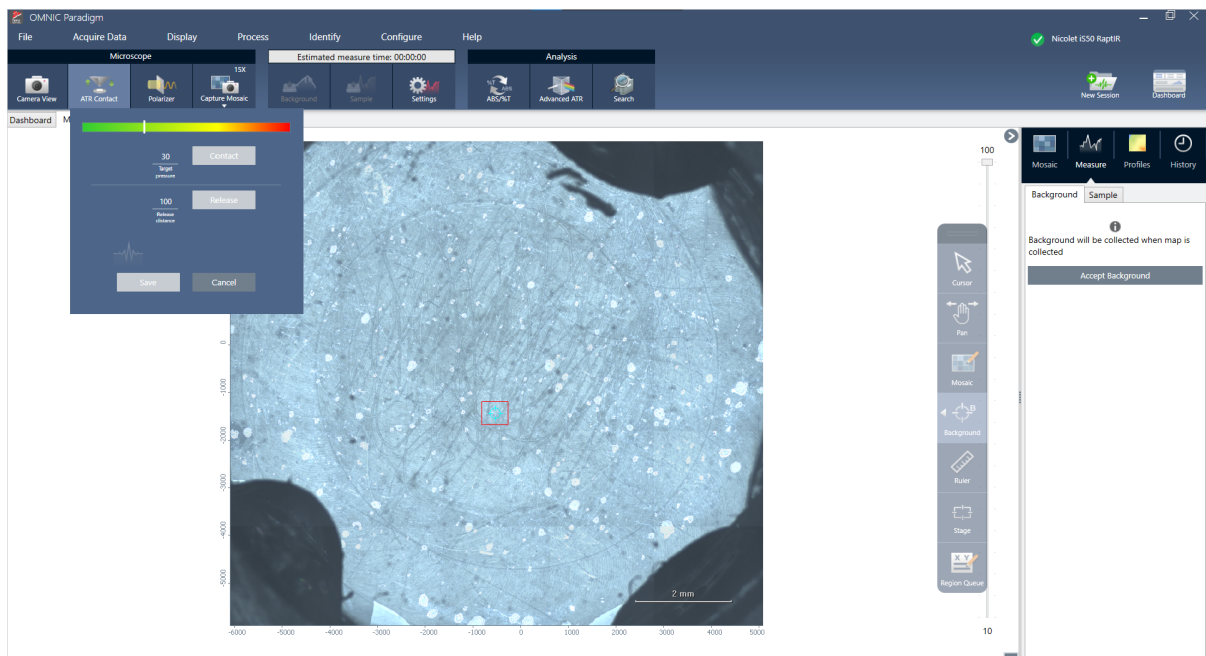 OMNIC Paradigm
File Acquire Data Display Process Identify Configure Help
Nicolet iS50 RaptIR
Microscope
Estimated measure time: 00:00:00
Analysis
15X
Camera View
ATR Contact
Polarizer
Capture Mosaic
Background
Sample
Settings
%T ABS
ABS/%T
Advanced ATR
Search
New Session
Dashboard
Dashboard M
30
Target
pressure
Contact
100
Release
distance
Release
Save
Cancel
100
Cursor
Pan
Mosaic
B
Background
Ruler
Stage
X Y
Region Queue
10
0
-1000
-2000
-3000
-4000
-5000
2 mm
-6000 -5000 -4000 -3000 -2000 -1000 0 1000 2000 3000 4000 5000
Mosaic Measure Profiles History
Background Sample
Background will be collected when map is
collected
Accept Background